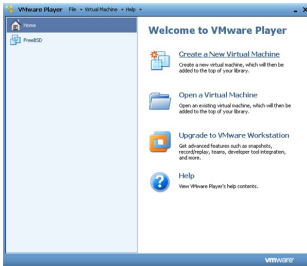 VMware Player File Virtual Machine Help
Home
FreeBSD
Welcome to VMware Player
Create a New Virtual Machine
Create a new virtual machine, which will then be
added to the top of your library.
Open a Virtual Machine
Open an existing virtual machine, which will then be
added to the top of your library.
Upgrade to VMware Workstation
Get advanced features such as snapshots,
record/replay, teams, developer tool integration,
and more.
Help
View VMware Player's help contents.
vmware